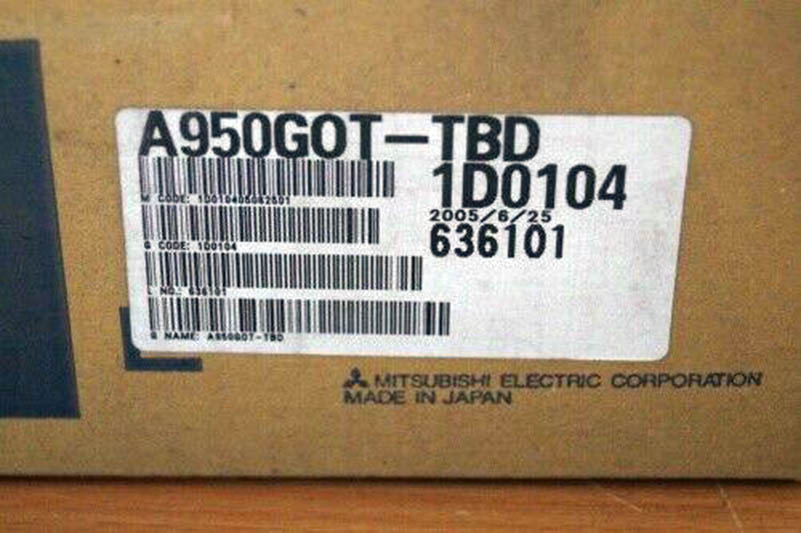 A950GOT-TBD
1D0104
M CODE: 1D010405062501
2005/6/25
G CODE: 1D0104
636101
L NO.: 636101
G NAME: A950GOT-TBD
MITSUBISHI ELECTRIC CORPORATION
MADE IN JAPAN